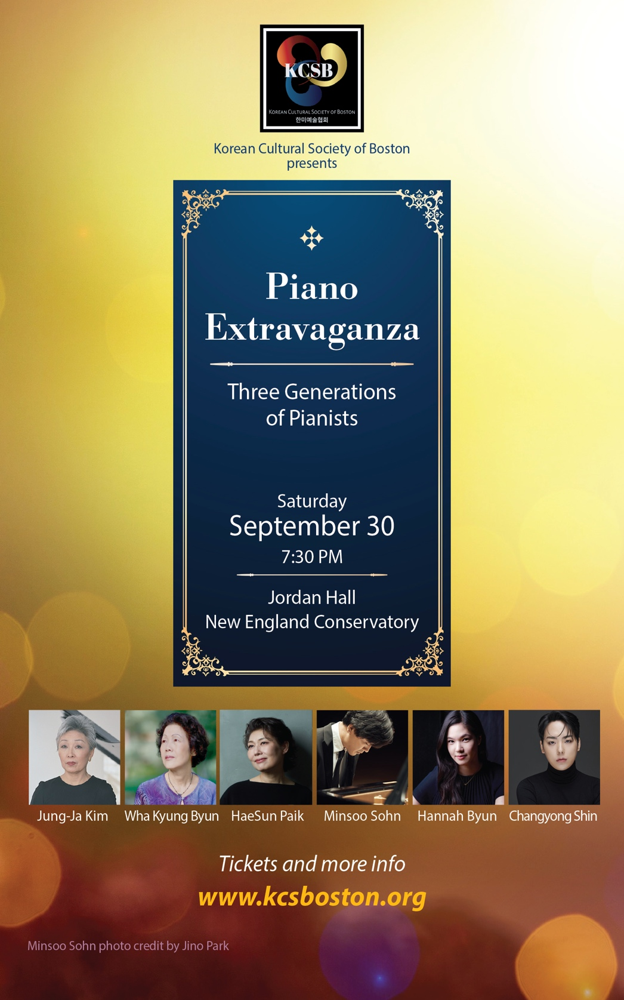 KCSB
KOREAN CULTURAL SOCIETY OF BOSTON
한미예술협회
Korean Cultural Society of Boston
presents
Piano
Extravaganza
Three Generations
of Pianists
Saturday
September 30
7:30 PM
Jordan Hall
New England Conservatory
Jung-Ja Kim
Wha Kyung Byun
HaeSun Paik
Minsoo Sohn
Hannah Byun
Changyong Shin
Tickets and more info
www.kcsboston.org
Minsoo Sohn photo credit by Jino Park